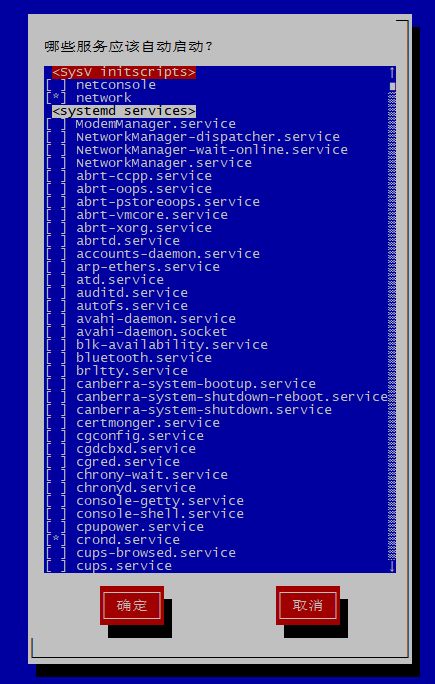 哪些服务应该自动启动？
<SysV initscripts>
[ ] netconsole
[*] network
<systemd services>
[ ] ModemManager.service
[ ] NetworkManager-dispatcher.service
[ ] NetworkManager-wait-online.service
[ ] NetworkManager.service
[ ] abrt-ccpp.service
[ ] abrt-oops.service
[ ] abrt-pstoreoops.service
[ ] abrt-vmcore.service
[ ] abrt-xorg.service
[ ] abrtd.service
[ ] accounts-daemon.service
[ ] arp-ethers.service
[ ] atd.service
[ ] auditd.service
[ ] autofs.service
[ ] avahi-daemon.service
[ ] avahi-daemon.socket
[ ] blk-availability.service
[ ] bluetooth.service
[ ] brltty.service
[ ] canberra-system-bootup.service
[ ] canberra-system-shutdown-reboot.service
[ ] canberra-system-shutdown.service
[ ] certmonger.service
[ ] cgconfig.service
[ ] cgdcbxd.service
[ ] cgred.service
[ ] chrony-wait.service
[ ] chronyd.service
[ ] console-getty.service
[ ] console-shell.service
[ ] cpupower.service
[*] crond.service
[ ] cups-browsed.service
[ ] cups.service
确定
取消